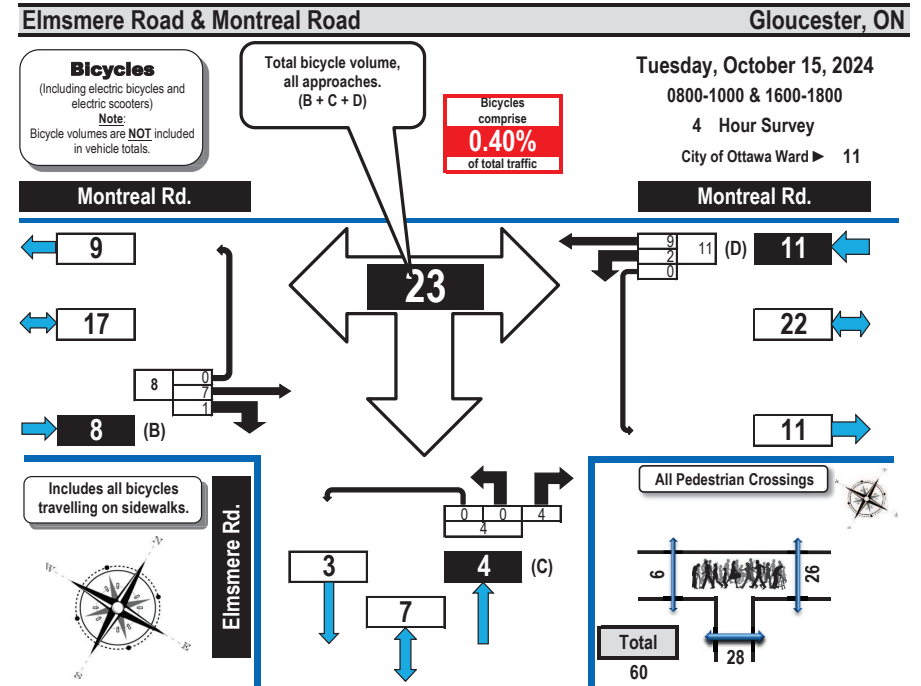 Elmsmere Road & Montreal Road
Gloucester, ON
Bicycles
(Including electric bicycles and
electric scooters)
Note:
Bicycle volumes are NOT included
in vehicle totals.
Total bicycle volume,
all approaches.
(B + C + D)
Bicycles
comprise
0.40%
of total traffic
Tuesday, October 15, 2024
0800-1000 & 1600-1800
4 Hour Survey
City of Ottawa Ward ► 11
Montreal Rd.
Montreal Rd.
9
17
8
0
7
1
8
(B)
23
9
2
0
11
(D)
11
22
11
Includes all bicycles
travelling on sidewalks.
N
W
E
S
Elmsmere Rd.
0 0 4
4
3
4
(C)
7
All Pedestrian Crossings
6
26
28
Total
60